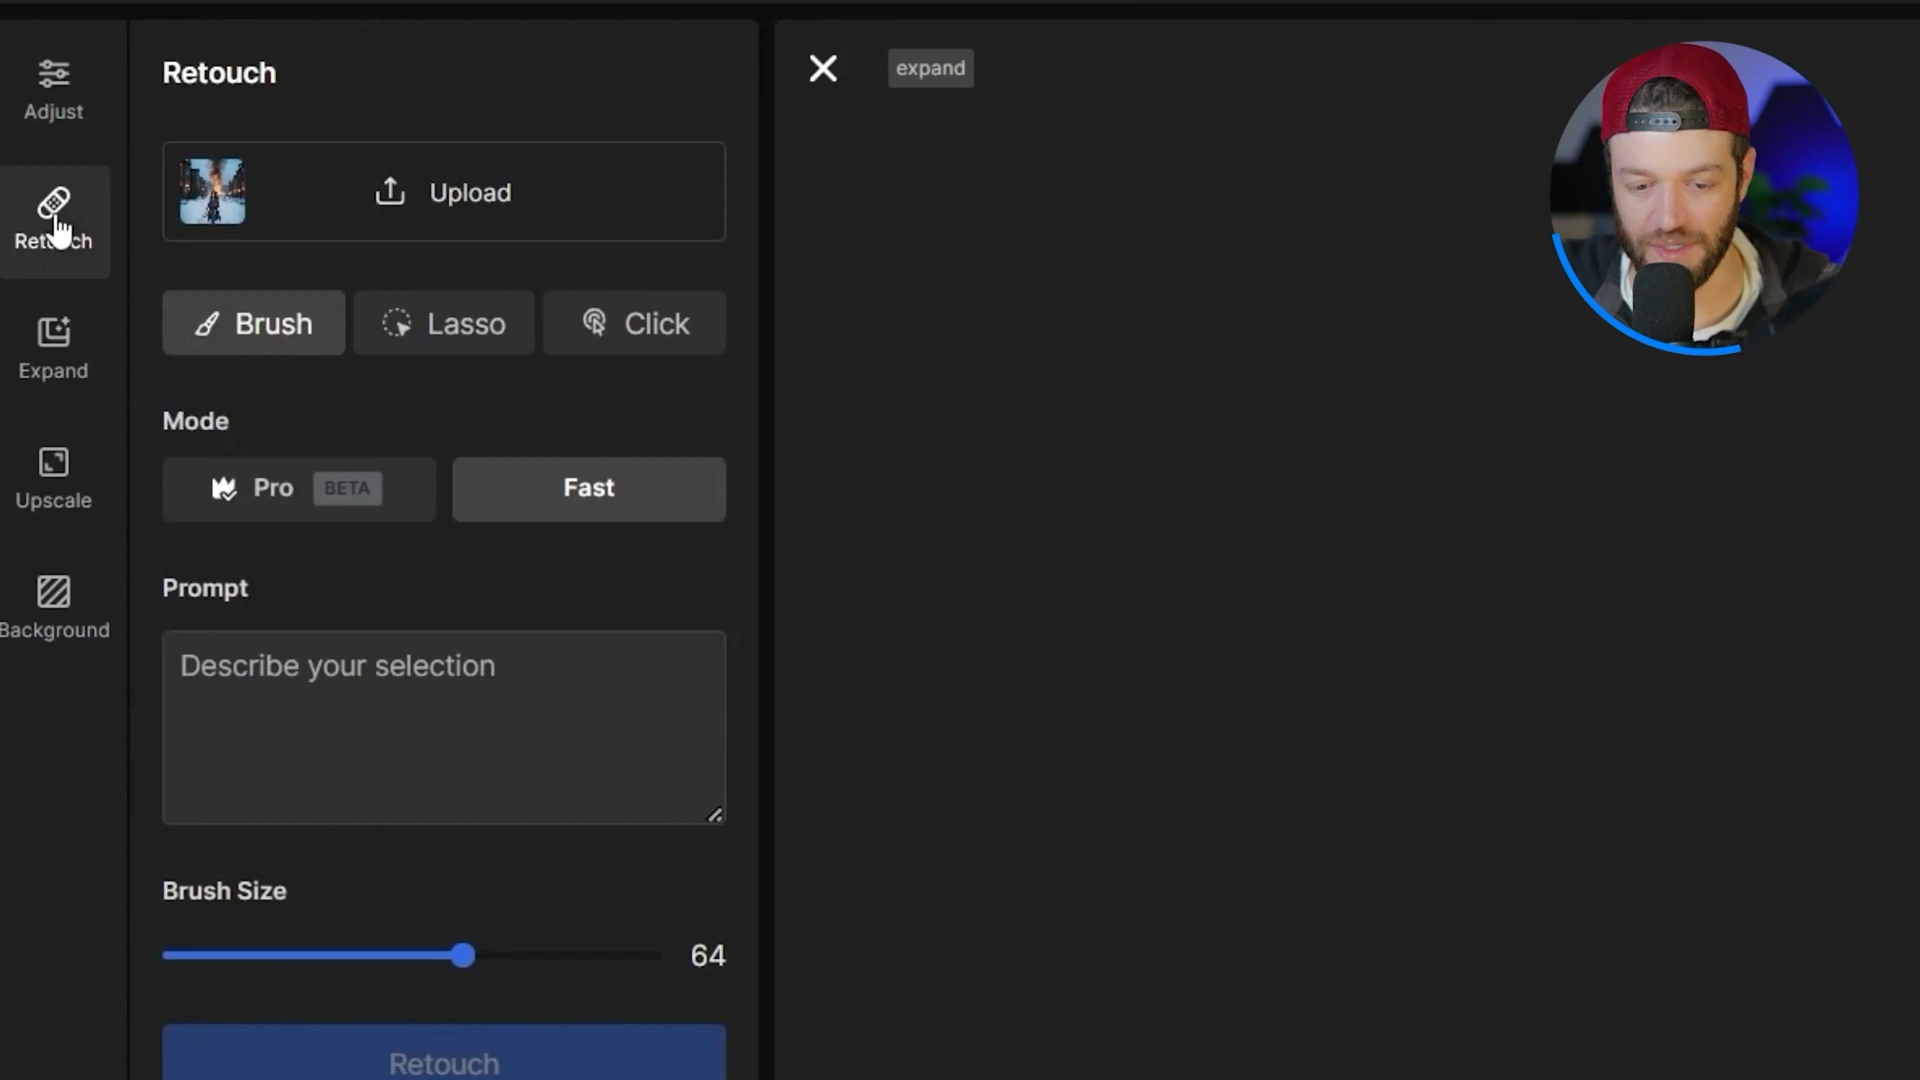 Adjust
Retouch
Expand
Upscale
Background
Retouch
Upload
Brush
Lasso
Click
Mode
Pro BETA
Fast
Prompt
Describe your selection
Brush Size
64
Retouch
expand